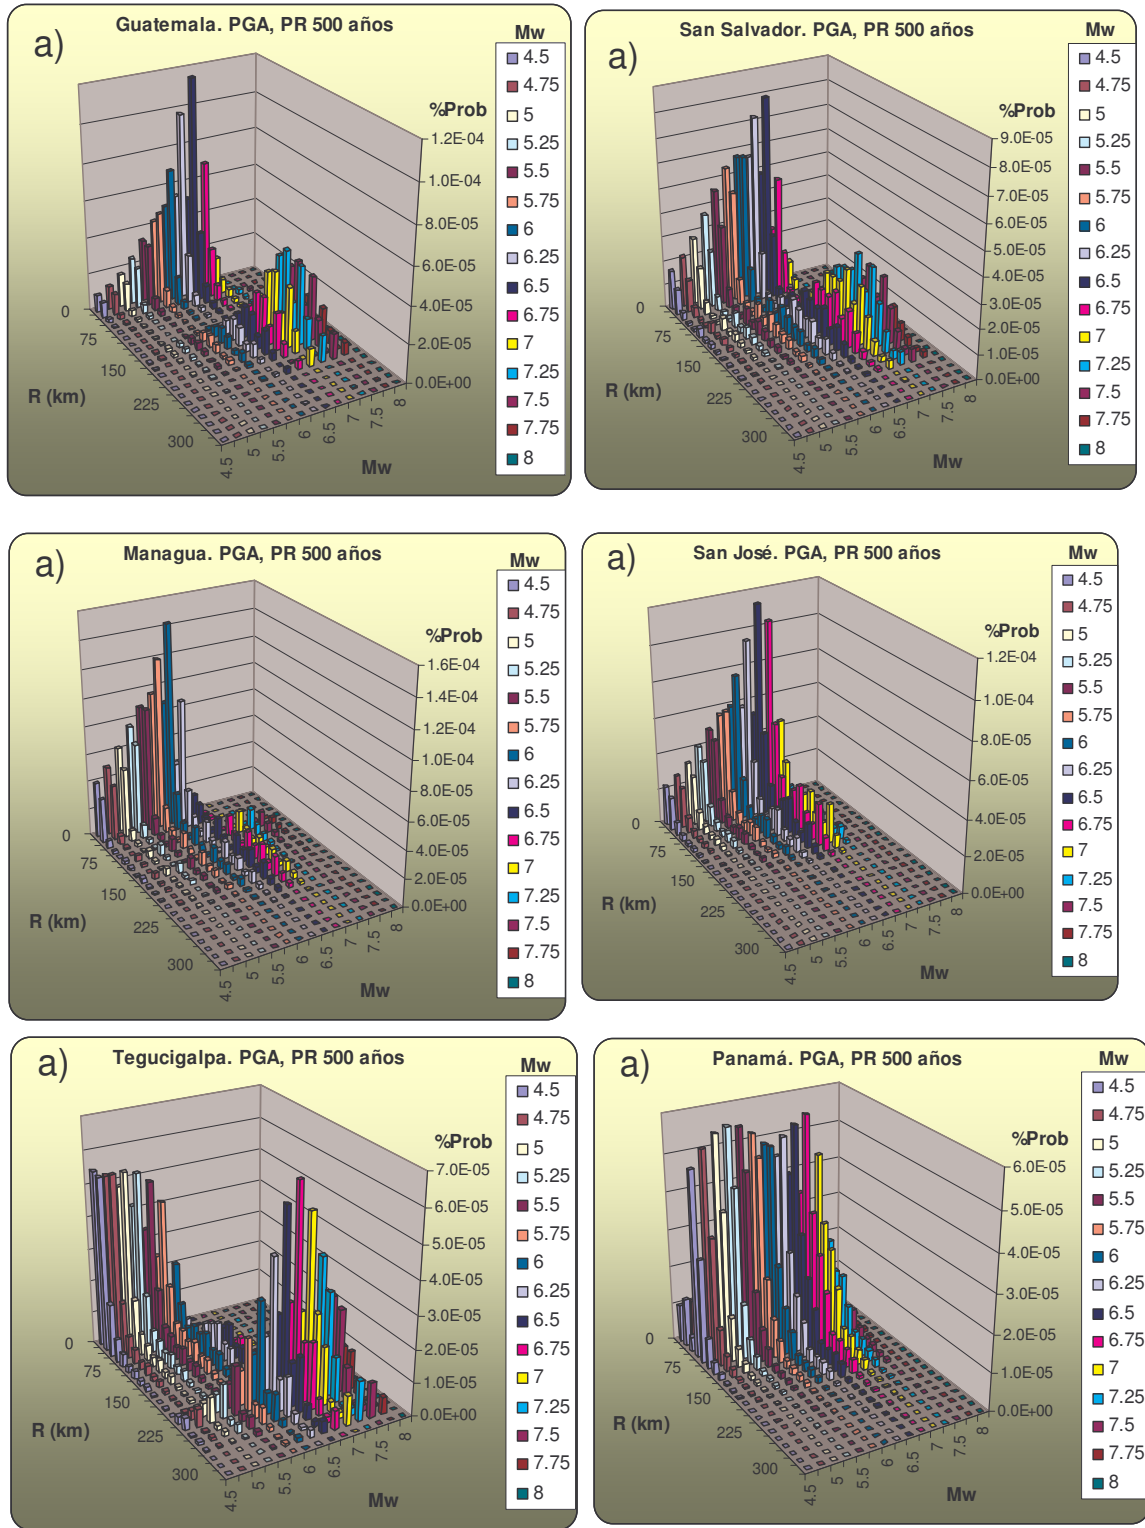 a)
Guatemala. PGA, PR 500 años
%Prob
1.2E-04
1.0E-04
8.0E-05
6.0E-05
4.0E-05
2.0E-05
0.0E+00
0
75
150
225
300
R (km)
4.5
5
5.5
6
6.5
7
7.5
8
Mw
Mw
4.5
4.75
5
5.25
5.5
5.75
6
6.25
6.5
6.75
7
7.25
7.5
7.75
8
a)
San Salvador. PGA, PR 500 años
%Prob
9.0E-05
8.0E-05
7.0E-05
6.0E-05
5.0E-05
4.0E-05
3.0E-05
2.0E-05
1.0E-05
0.0E+00
0
75
150
225
300
R (km)
4.5
5
5.5
6
6.5
7
7.5
8
Mw
Mw
4.5
4.75
5
5.25
5.5
5.75
6
6.25
6.5
6.75
7
7.25
7.5
7.75
8
a)
Managua. PGA, PR 500 años
%Prob
1.6E-04
1.4E-04
1.2E-04
1.0E-04
8.0E-05
6.0E-05
4.0E-05
2.0E-05
0.0E+00
0
75
150
225
300
R (km)
4.5
5
5.5
6
6.5
7
7.5
8
Mw
Mw
4.5
4.75
5
5.25
5.5
5.75
6
6.25
6.5
6.75
7
7.25
7.5
7.75
8
a)
San José. PGA, PR 500 años
%Prob
1.2E-04
1.0E-04
8.0E-05
6.0E-05
4.0E-05
2.0E-05
0.0E+00
0
75
150
225
300
R (km)
4.5
5
5.5
6
6.5
7
7.5
8
Mw
Mw
4.5
4.75
5
5.25
5.5
5.75
6
6.25
6.5
6.75
7
7.25
7.5
7.75
8
a)
Tegucigalpa. PGA, PR 500 años
%Prob
7.0E-05
6.0E-05
5.0E-05
4.0E-05
3.0E-05
2.0E-05
1.0E-05
0.0E+00
0
75
150
225
300
R (km)
4.5
5
5.5
6
6.5
7
7.5
8
Mw
Mw
4.5
4.75
5
5.25
5.5
5.75
6
6.25
6.5
6.75
7
7.25
7.5
7.75
8
a)
Panamá. PGA, PR 500 años
%Prob
6.0E-05
5.0E-05
4.0E-05
3.0E-05
2.0E-05
1.0E-05
0.0E+00
0
75
150
225
300
R (km)
4.5
5
5.5
6
6.5
7
7.5
8
Mw
Mw
4.5
4.75
5
5.25
5.5
5.75
6
6.25
6.5
6.75
7
7.25
7.5
7.75
8